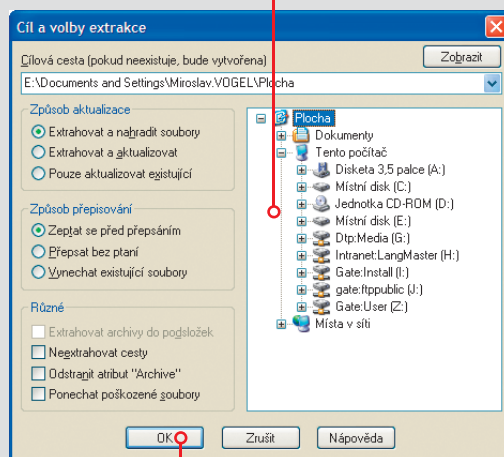 Cíl a volby extrakce
Cílová cesta (pokud neexistuje, bude vytvořena)
Zobrazit
E:\Documents and Settings\Miroslav.VOGEL\Plocha
Způsob aktualizace
Extrahovat a nahradit soubory
Extrahovat a aktualizovat
Pouze aktualizovat existující
Způsob přepisování
Zeptat se před přepsáním
Přepsat bez ptaní
Vynechat existující soubory
Různé
Extrahovat archivy do podsložek
Neextrahovat cesty
Odstranit atribut "Archive"
Ponechat poškozené soubory
Plocha
Dokumenty
Tento počítač
Disketa 3,5 palce (A:)
Místní disk (C:)
Jednotka CD-ROM (D:)
Místní disk (E:)
Dtp:Media (G:)
Intranet:LangMaster (H:)
Gate:Install (I:)
gate:ftppublic (J:)
Gate:User (Z:)
Místa v síti
OK
Zrušit
Nápověda